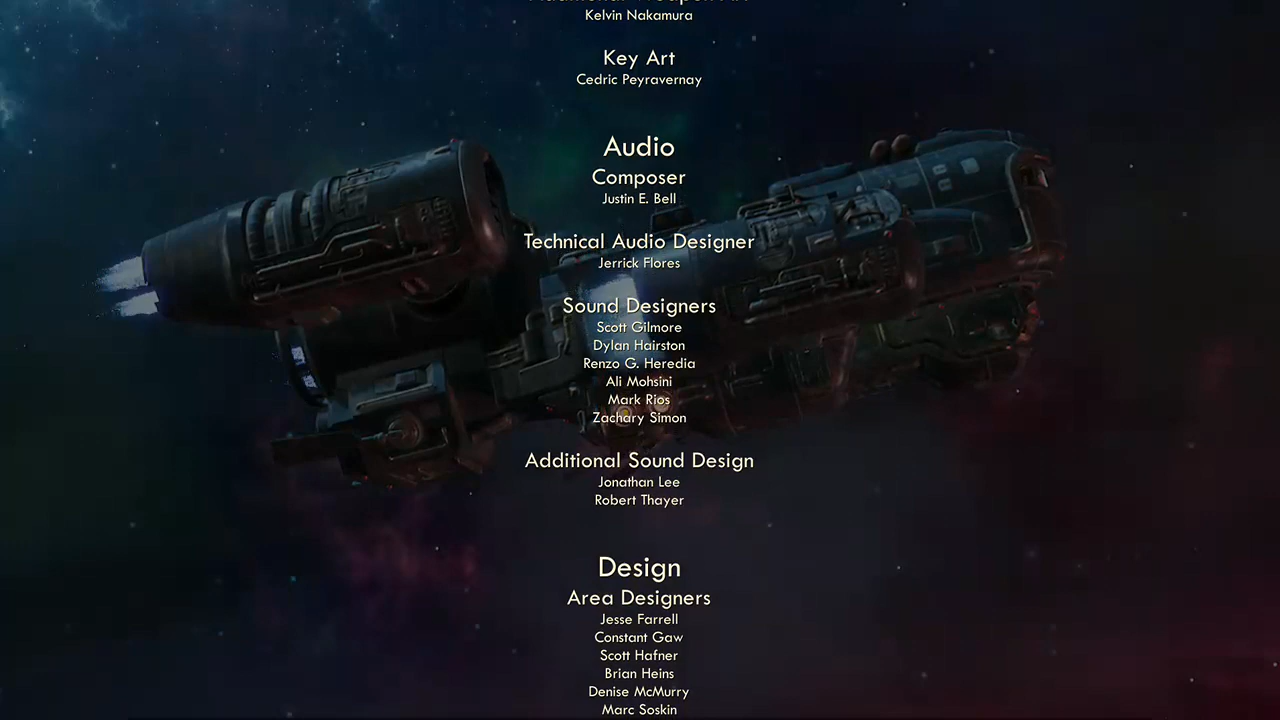 Kelvin Nakamura
Key Art
Cedric Peyravernay
Audio
Composer
Justin E. Bell
Technical Audio Designer
Jerrick Flores
Sound Designers
Scott Gilmore
Dylan Hairston
Renzo G. Heredia
Ali Mohsini
Mark Rios
Zachary Simon
Additional Sound Design
Jonathan Lee
Robert Thayer
Design
Area Designers
Jesse Farrell
Constant Gaw
Scott Hafner
Brian Heins
Denise McMurry
Marc Soskin